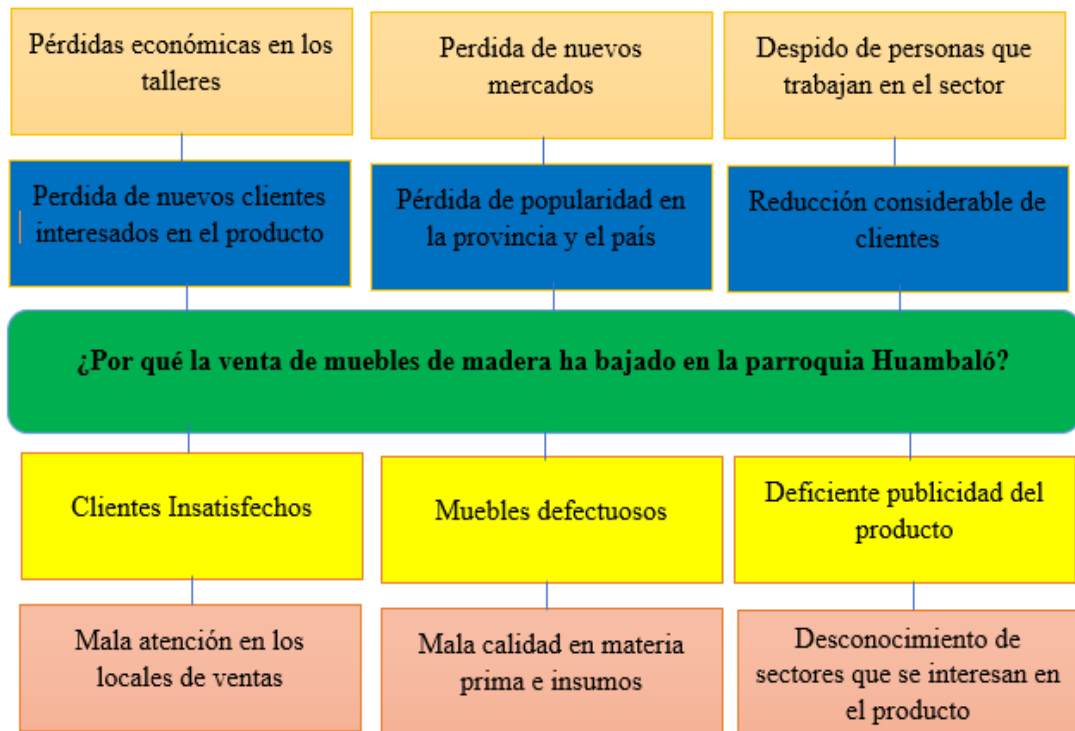 Pérdidas económicas en los
talleres
Perdida de nuevos
mercados
Despido de personas que
trabajan en el sector
Perdida de nuevos clientes
interesados en el producto
Pérdida de popularidad en
la provincia y el país
Reducción considerable de
clientes
¿Por qué la venta de muebles de madera ha bajado en la parroquia Huambaló?
Clientes Insatisfechos
Muebles defectuosos
Deficiente publicidad del
producto
Mala atención en los
locales de ventas
Mala calidad en materia
prima e insumos
Desconocimiento de
sectores que se interesan en
el producto